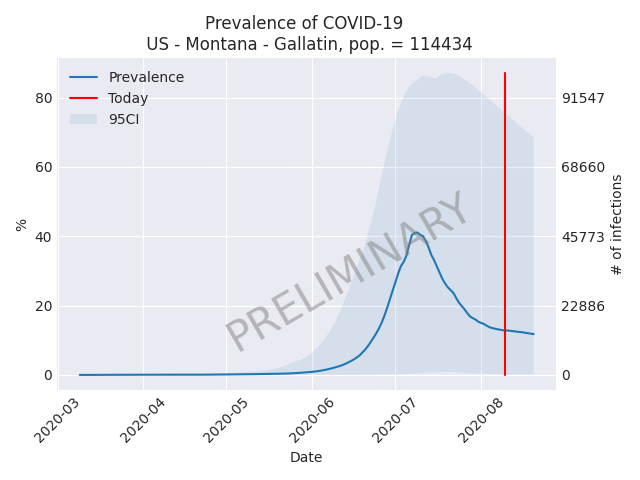 Prevalence of COVID-19
US - Montana - Gallatin, pop. = 114434
Prevalence
Today
95CI
PRELIMINARY
80
60
40
20
0
%
91547
68660
45773
22886
0
# of infections
2020-03
2020-04
2020-05
2020-06
2020-07
2020-08
Date